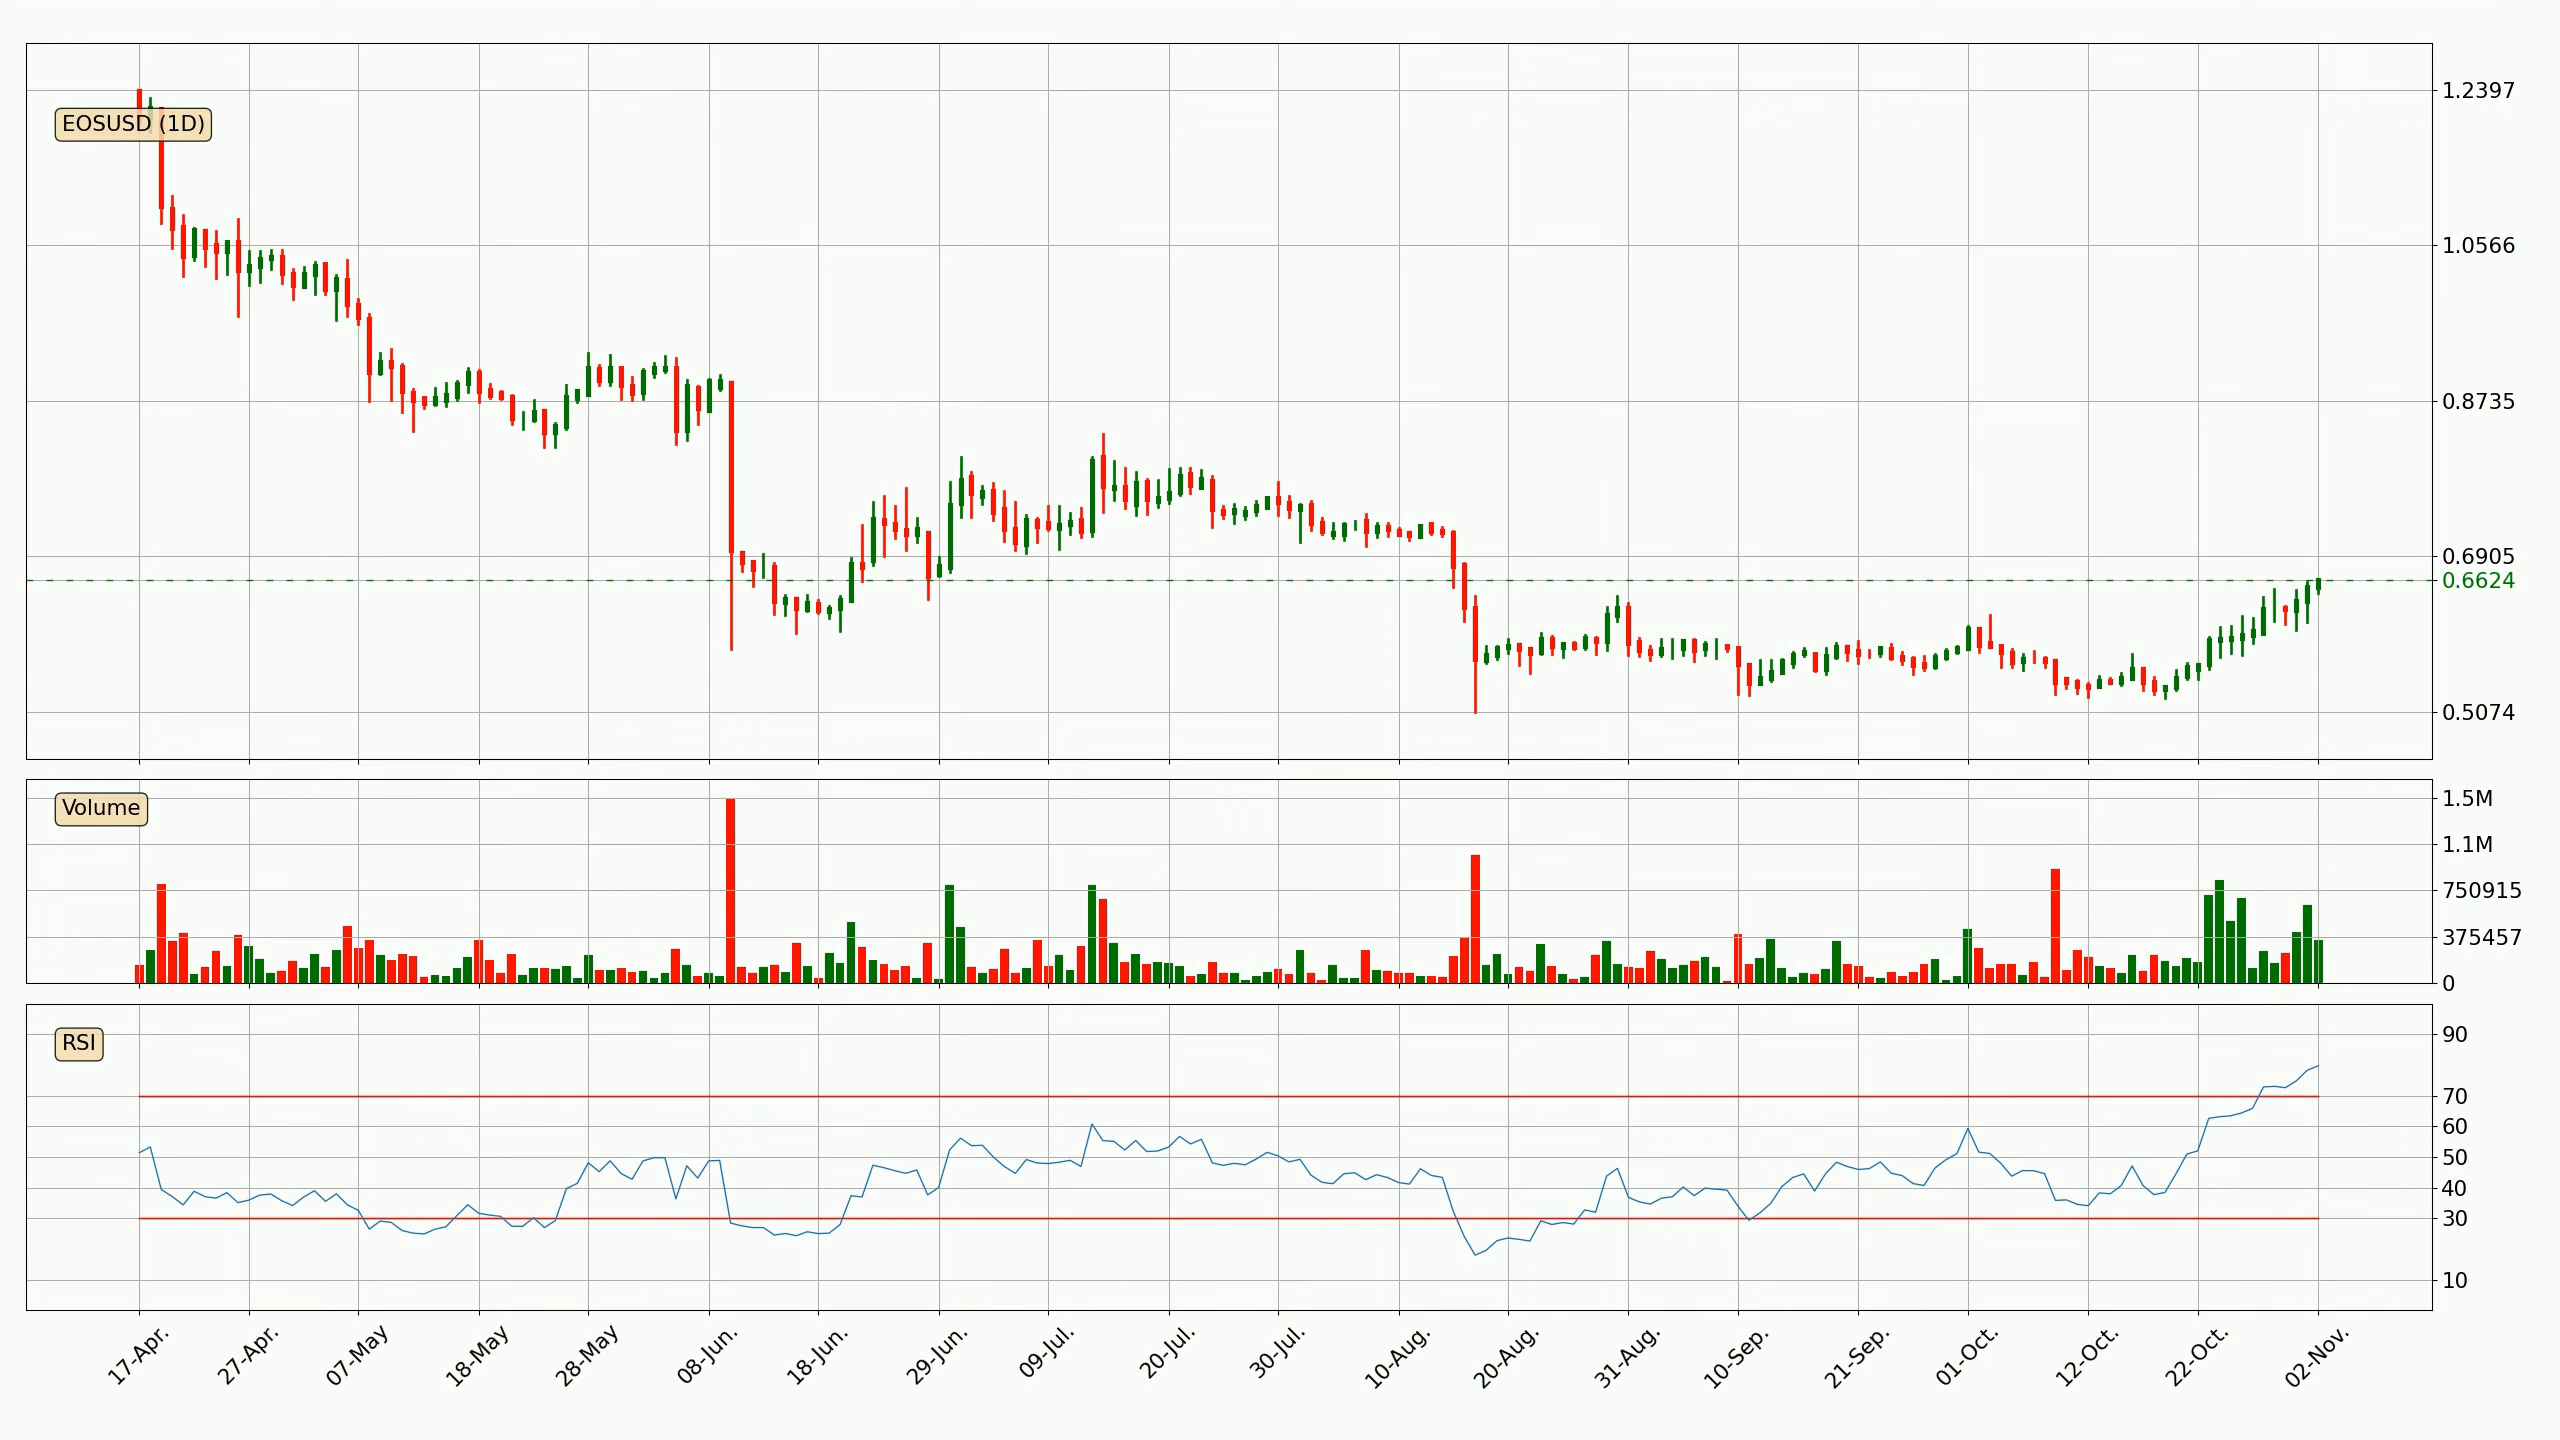 EOSUSD (1D)
1.2397
1.0566
0.8735
0.6905
0.6624
0.5074
Volume
1.5M
1.1M
750915
375457
0
RSI
90
70
60
50
40
30
10
17-Apr.
27-Apr.
07-May
18-May
28-May
08-Jun.
18-Jun.
29-Jun.
09-Jul.
20-Jul.
30-Jul.
10-Aug.
20-Aug.
31-Aug.
10-Sep.
21-Sep.
01-Oct.
12-Oct.
22-Oct.
02-Nov.